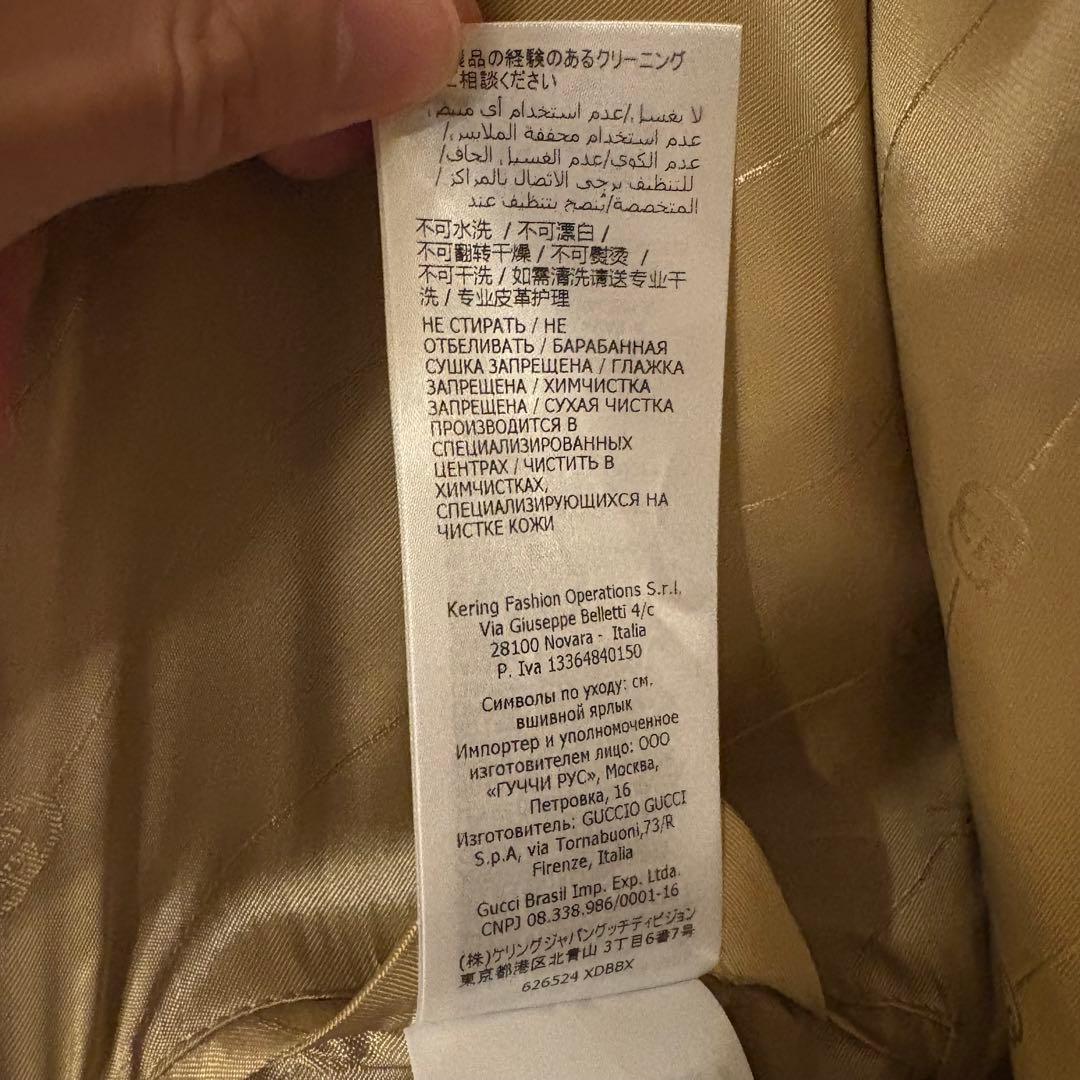 品の経験のあるクリーニング
ご相談ください
لا يغسل/عدم استخدام أي مبيض/
عدم استخدام مجففة الملابس/
عدم الكوي/عدم الغسيل الجاف/
للتنظيف يرجى الاتصال بالمراكز /
المتخصصة/يُنصح بتنظيف عند
不可水洗 / 不可漂白 /
不可翻转干燥 / 不可熨烫 /
不可干洗 / 如需清洗请送专业干
洗 / 专业皮革护理
НЕ СТИРАТЬ / НЕ
ОТБЕЛИВАТЬ / БАРАБАННАЯ
СУШКА ЗАПРЕЩЕНА / ГЛАЖКА
ЗАПРЕЩЕНА / ХИМЧИСТКА
ЗАПРЕЩЕНА / СУХАЯ ЧИСТКА
ПРОИЗВОДИТСЯ В
СПЕЦИАЛИЗИРОВАННЫХ
ЦЕНТРАХ / ЧИСТИТЬ В
ХИМЧИСТКАХ,
СПЕЦИАЛИЗИРУЮЩИХСЯ НА
ЧИСТКЕ КОЖИ
Kering Fashion Operations S.r.l.
Via Giuseppe Belletti 4/c
28100 Novara - Italia
P. Iva 13364840150
Символы по уходу: см.
вшивной ярлык
Импортер и уполномоченное
изготовителем лицо: ООО
«ГУЧЧИ РУС», Москва,
Петровка, 16
Изготовитель: GUCCIO GUCCI
S.p.A, via Tornabuoni,73/R
Firenze, Italia
Gucci Brasil Imp. Exp. Ltda.
CNPJ 08.338.986/0001-16
(株)ケリングジャパングッチディビジョン
東京都港区北青山 3丁目6番7号
626524 XDBBX